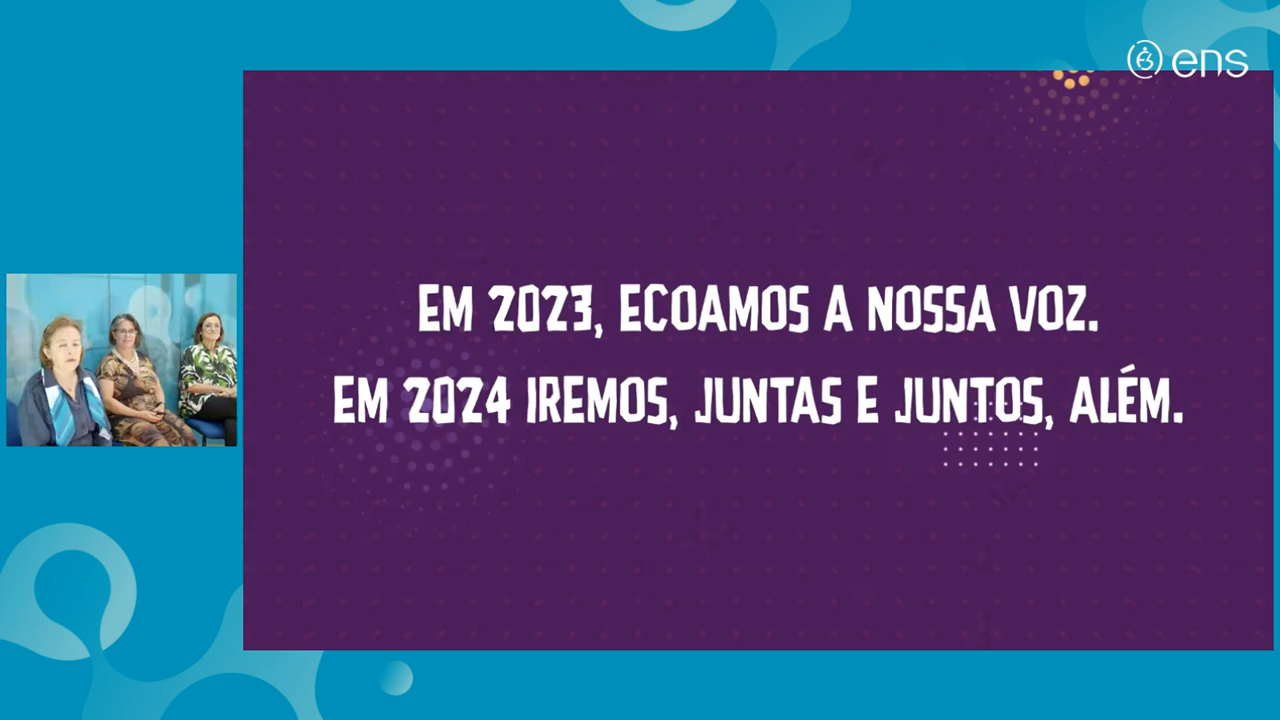 ens
EM 2023, ECOAMOS A NOSSA VOZ.
EM 2024 IREMOS, JUNTAS E JUNTOS, ALÉM.